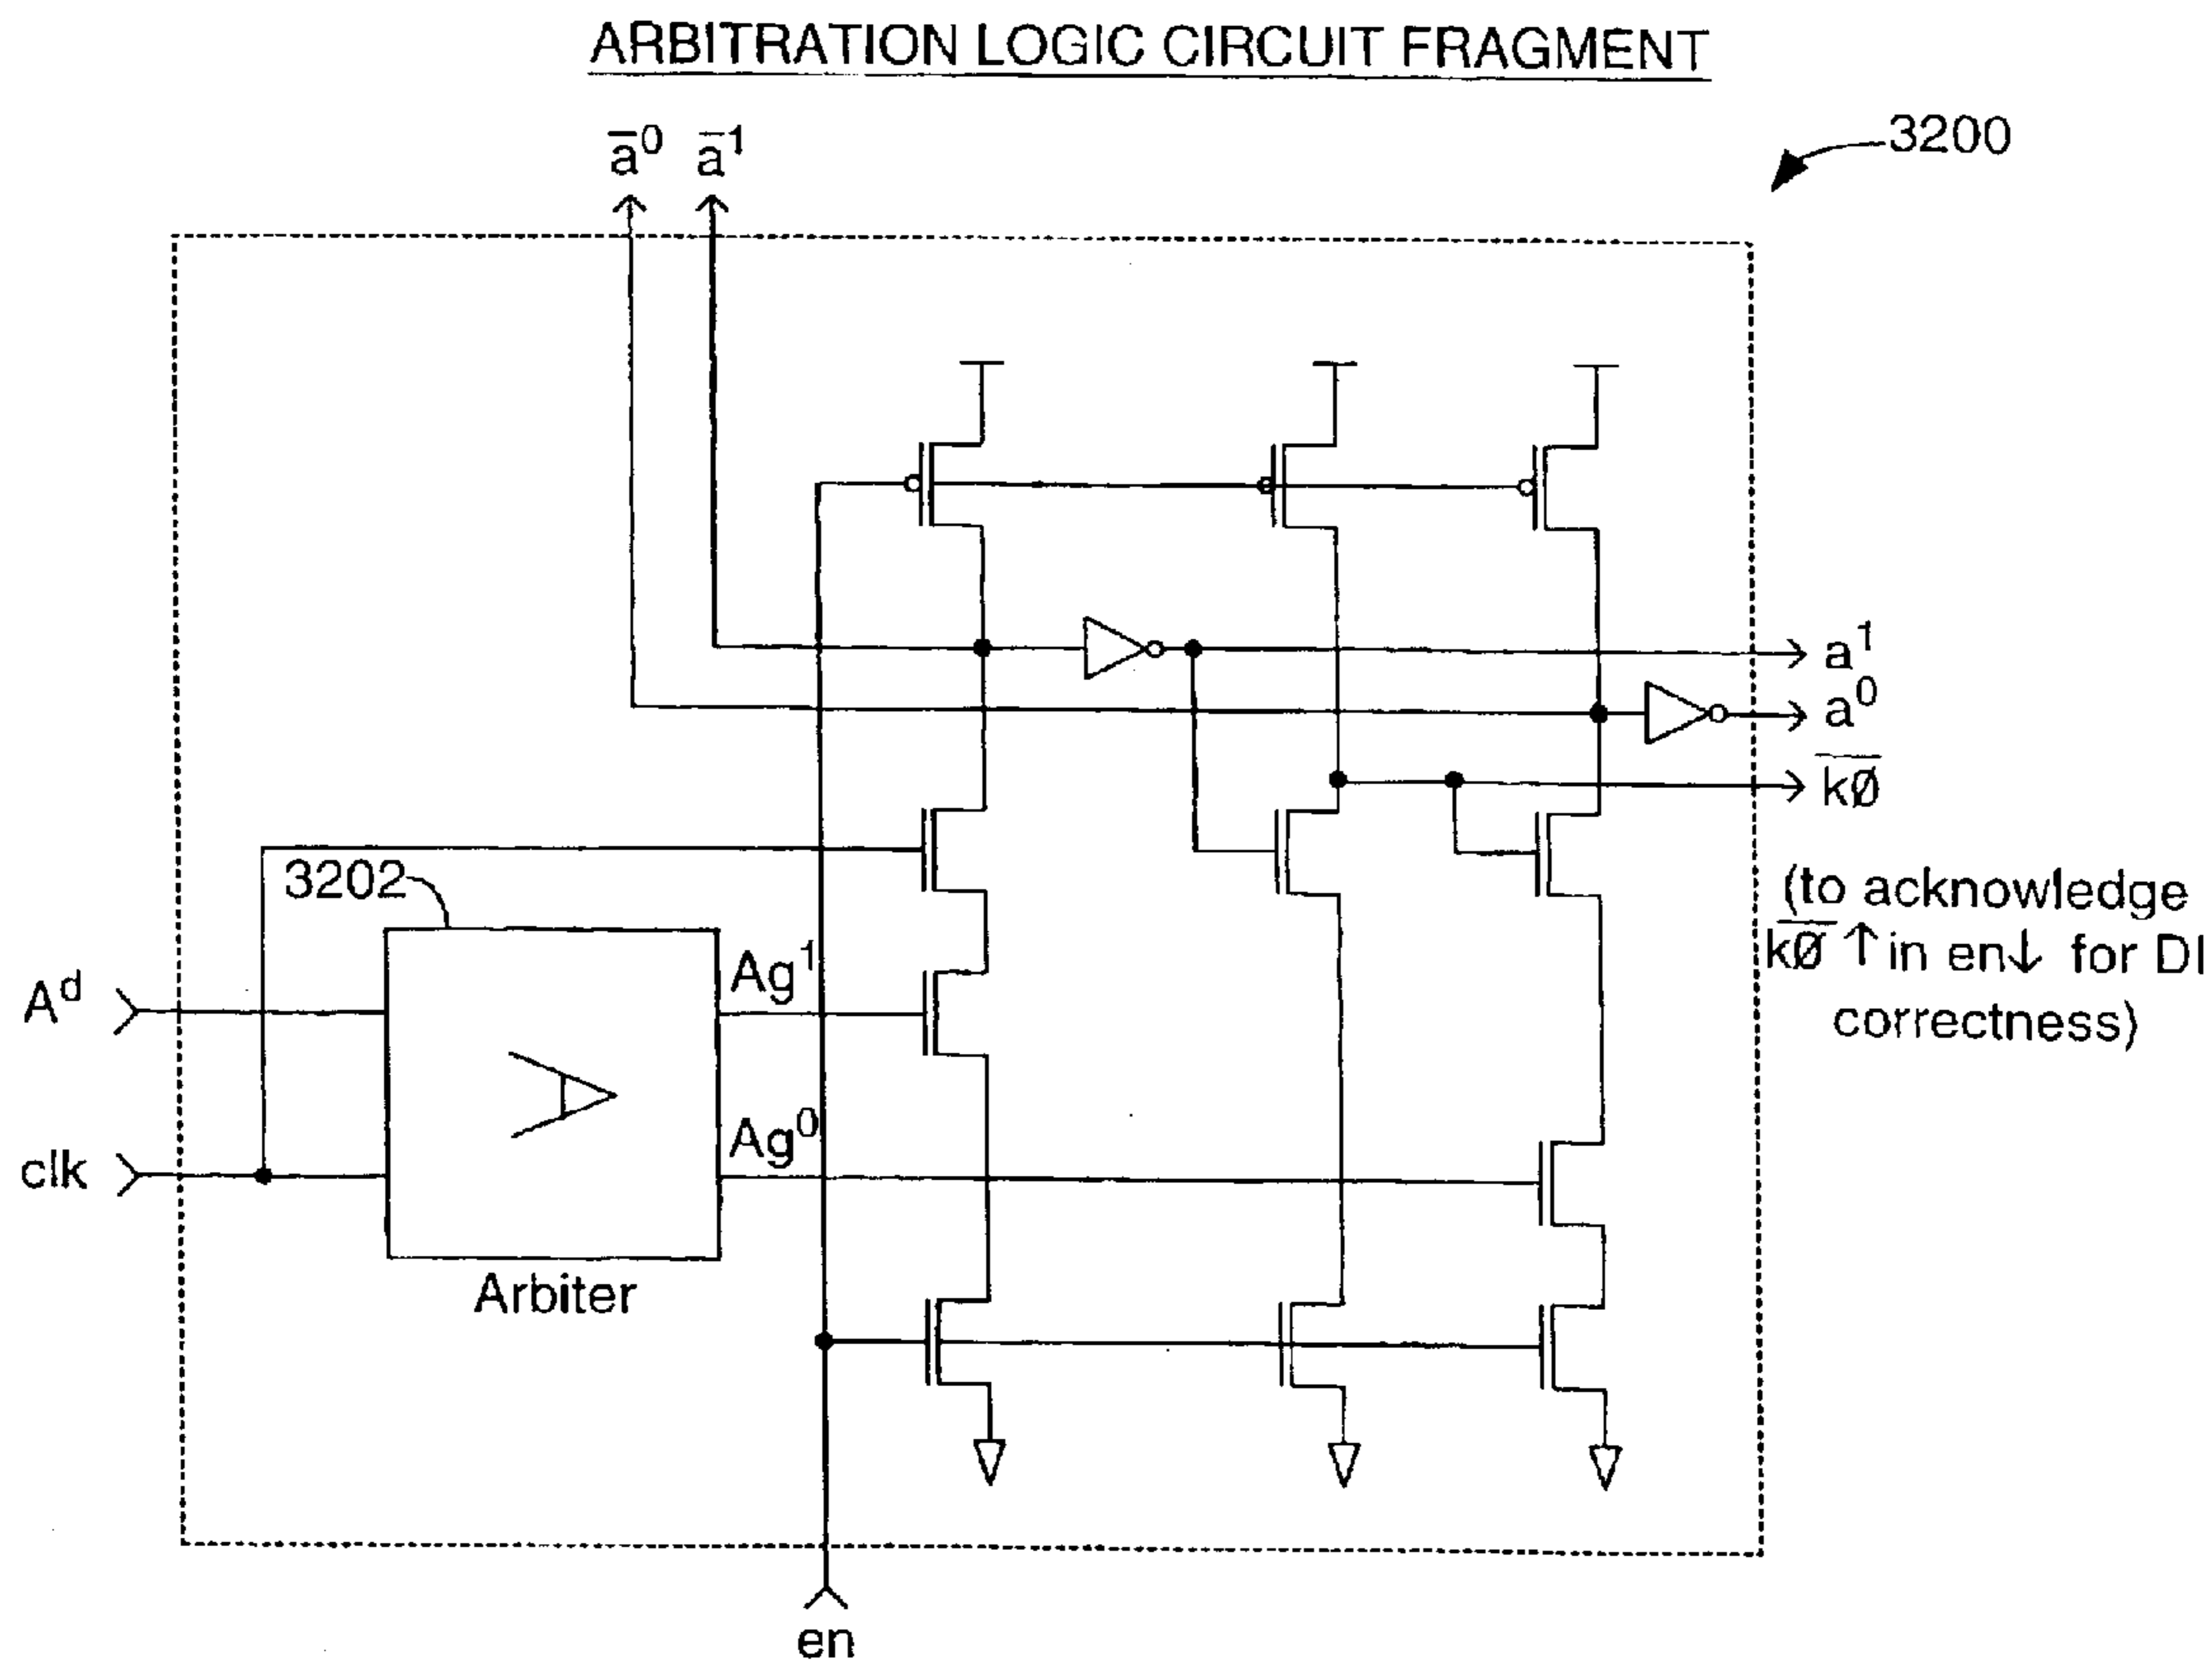 ARBITRATION LOGIC CIRCUIT FRAGMENT
a̅⁰ a̅¹
3200
a¹
a⁰
k̅Ø̅
3202
(to acknowledge
k̅Ø̅ ↑ in en↓ for DI
correctness)
Aᵈ
Ag¹
A
Ag⁰
clk
Arbiter
en